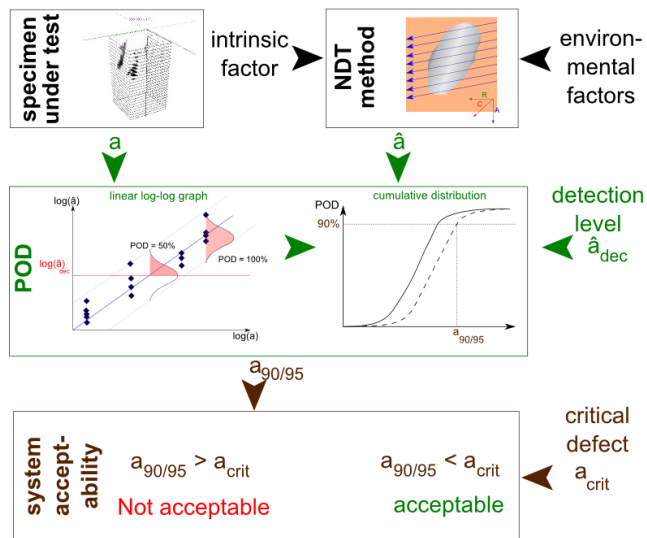 specimen
under test
intrinsic
factor
NDT
method
R
C
A
environ-
mental
factors
a
â
POD
linear log-log graph
log(â)
POD = 50%
POD ≈ 100%
log(â)dec
log(a)
cumulative distribution
POD
90%
a 90/95
detection
level
âdec
a90/95
system
accept-
ability
a90/95 > acrit
Not acceptable
a90/95 < acrit
acceptable
critical
defect
acrit